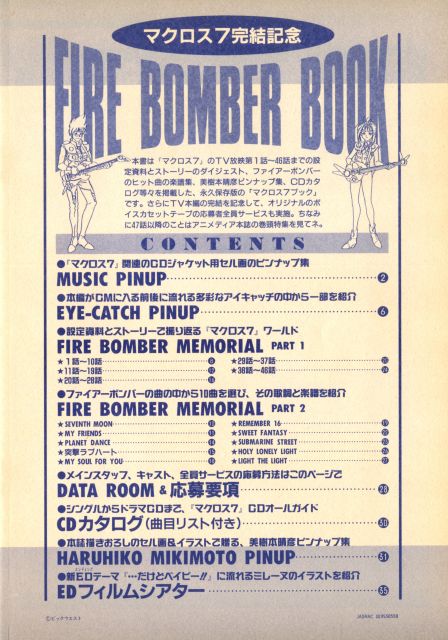 マクロス7完結記念
FIRE BOMBER BOOK
本書は「マクロス7」のTV放映第1話~46話までの設
定資料とストーリーのダイジェスト、ファイアーボンバー
のヒット曲の楽譜集、美樹本晴彦ピンナップ集、CDカタ
ログ等々を掲載した、永久保存版の「マクロス7ブック」
です。さらにTV本編の完結を記念して、オリジナルのボ
イスカセットテープの応募者全員サービスも実施。ちなみ
に47話以降のことはアニメディア本誌の巻頭特集を見てネ。
CONTENTS
●「マクロス7」関連のCDジャケット用セル画のピンナップ集
MUSIC PINUP 2
●本編がCMに入る前後に流れる多彩なアイキャッチの中から一部を紹介
EYE-CATCH PINUP 6
●設定資料とストーリーで振り返る『マクロス7』ワールド
FIRE BOMBER MEMORIAL PART 1
★1話~10話 8
★11話~19話 12
★20話~28話 16
★29話~37話
★38話~46話
●ファイアーボンバーの曲の中から10曲を選び、その歌詞と楽譜を紹介
FIRE BOMBER MEMORIAL PART 2
★SEVENTH MOON
★MY FRIENDS
★PLANET DANCE
★突撃ラブハート
★MY SOUL FOR YOU
★REMEMBER 16
★SWEET FANTASY
★SUBMARINE STREET
★HOLY LONELY LIGHT
★LIGHT THE LIGHT
●メインスタッフ、キャスト、全員サービスの応募方法はこのページで
DATA ROOM & 応募要項 28
●シングルからドラマCDまで、『マクロス7』CDオールガイド
CDカタログ(曲目リスト付き) 30
●本誌描きおろしのセル画&イラストで贈る、美樹本晴彦ピンナップ集
HARUHIKO MIKIMOTO PINUP 31
●新EDテーマ『…だけどベイビー!!』に流れるミレーヌのイラストを紹介
EDフィルムシアター 35
©ビックウエスト